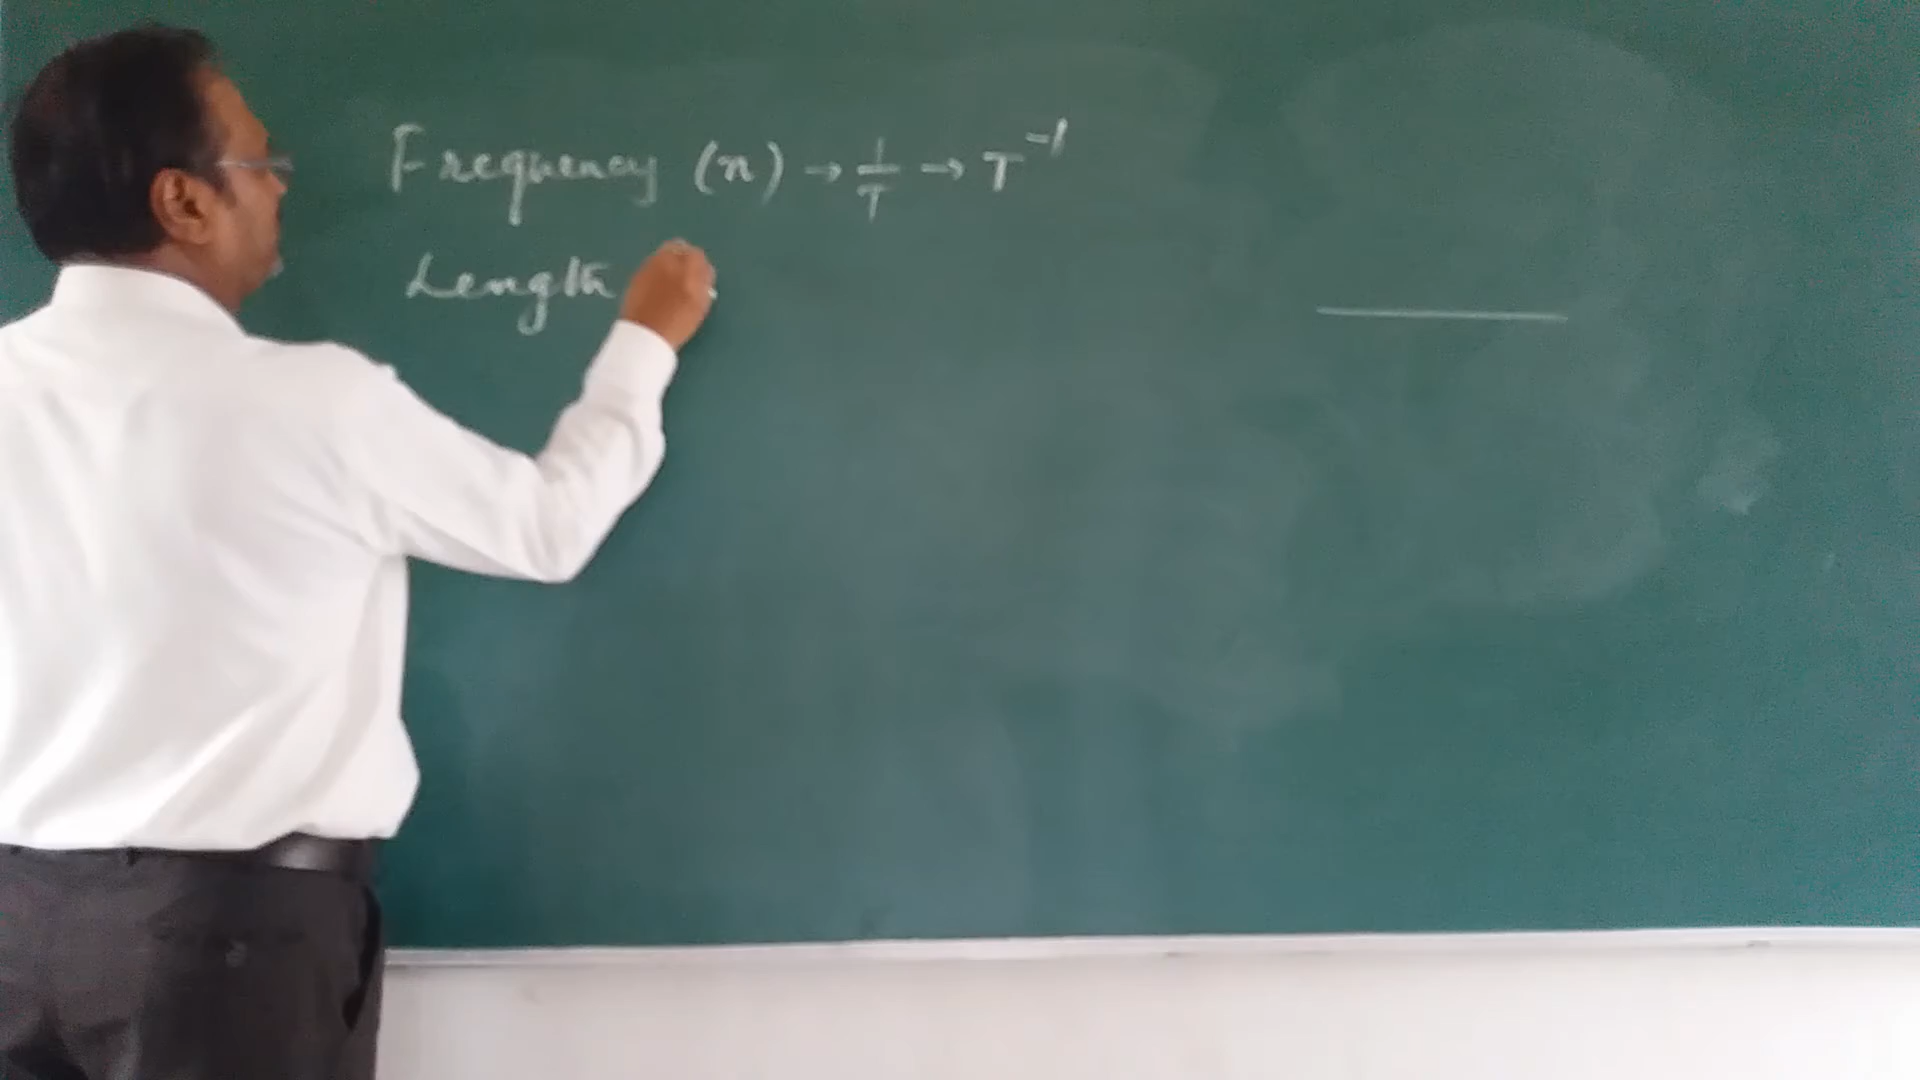 Frequency (n) → 1/T → T⁻¹
Length